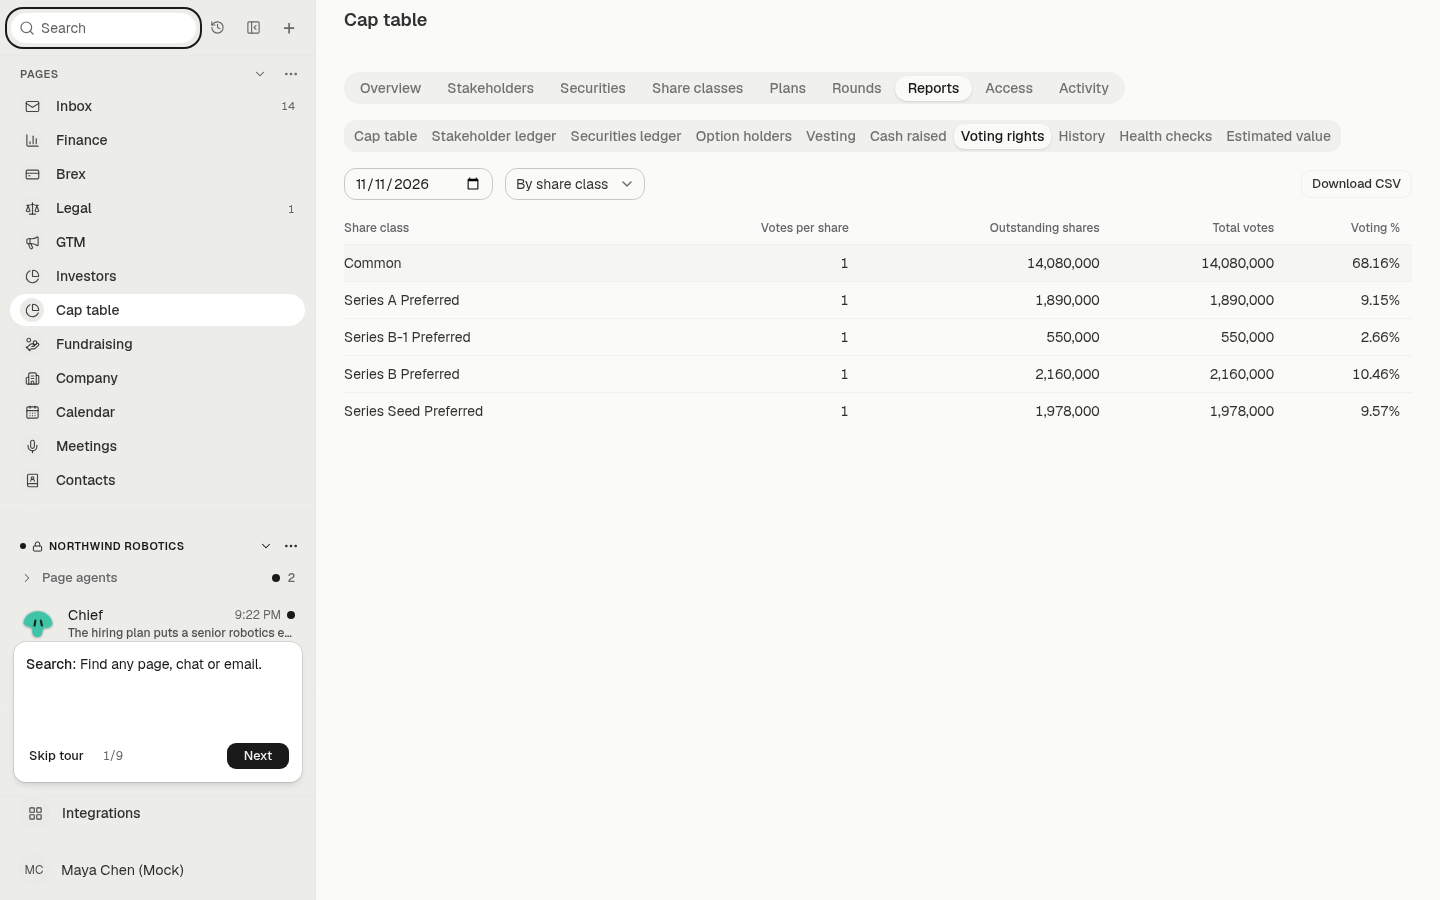 Search
PAGES
Inbox 14
Finance
Brex
Legal 1
GTM
Investors
Cap table
Fundraising
Company
Calendar
Meetings
Contacts
NORTHWIND ROBOTICS
Page agents 2
Chief 9:22 PM
The hiring plan puts a senior robotics e...
Search: Find any page, chat or email.
Skip tour 1/9 Next
Integrations
MC Maya Chen (Mock)
Cap table
Overview Stakeholders Securities Share classes Plans Rounds Reports Access Activity
Cap table Stakeholder ledger Securities ledger Option holders Vesting Cash raised Voting rights History Health checks Estimated value
11/11/2026 By share class Download CSV
Share class Votes per share Outstanding shares Total votes Voting %
Common 1 14,080,000 14,080,000 68.16%
Series A Preferred 1 1,890,000 1,890,000 9.15%
Series B-1 Preferred 1 550,000 550,000 2.66%
Series B Preferred 1 2,160,000 2,160,000 10.46%
Series Seed Preferred 1 1,978,000 1,978,000 9.57%